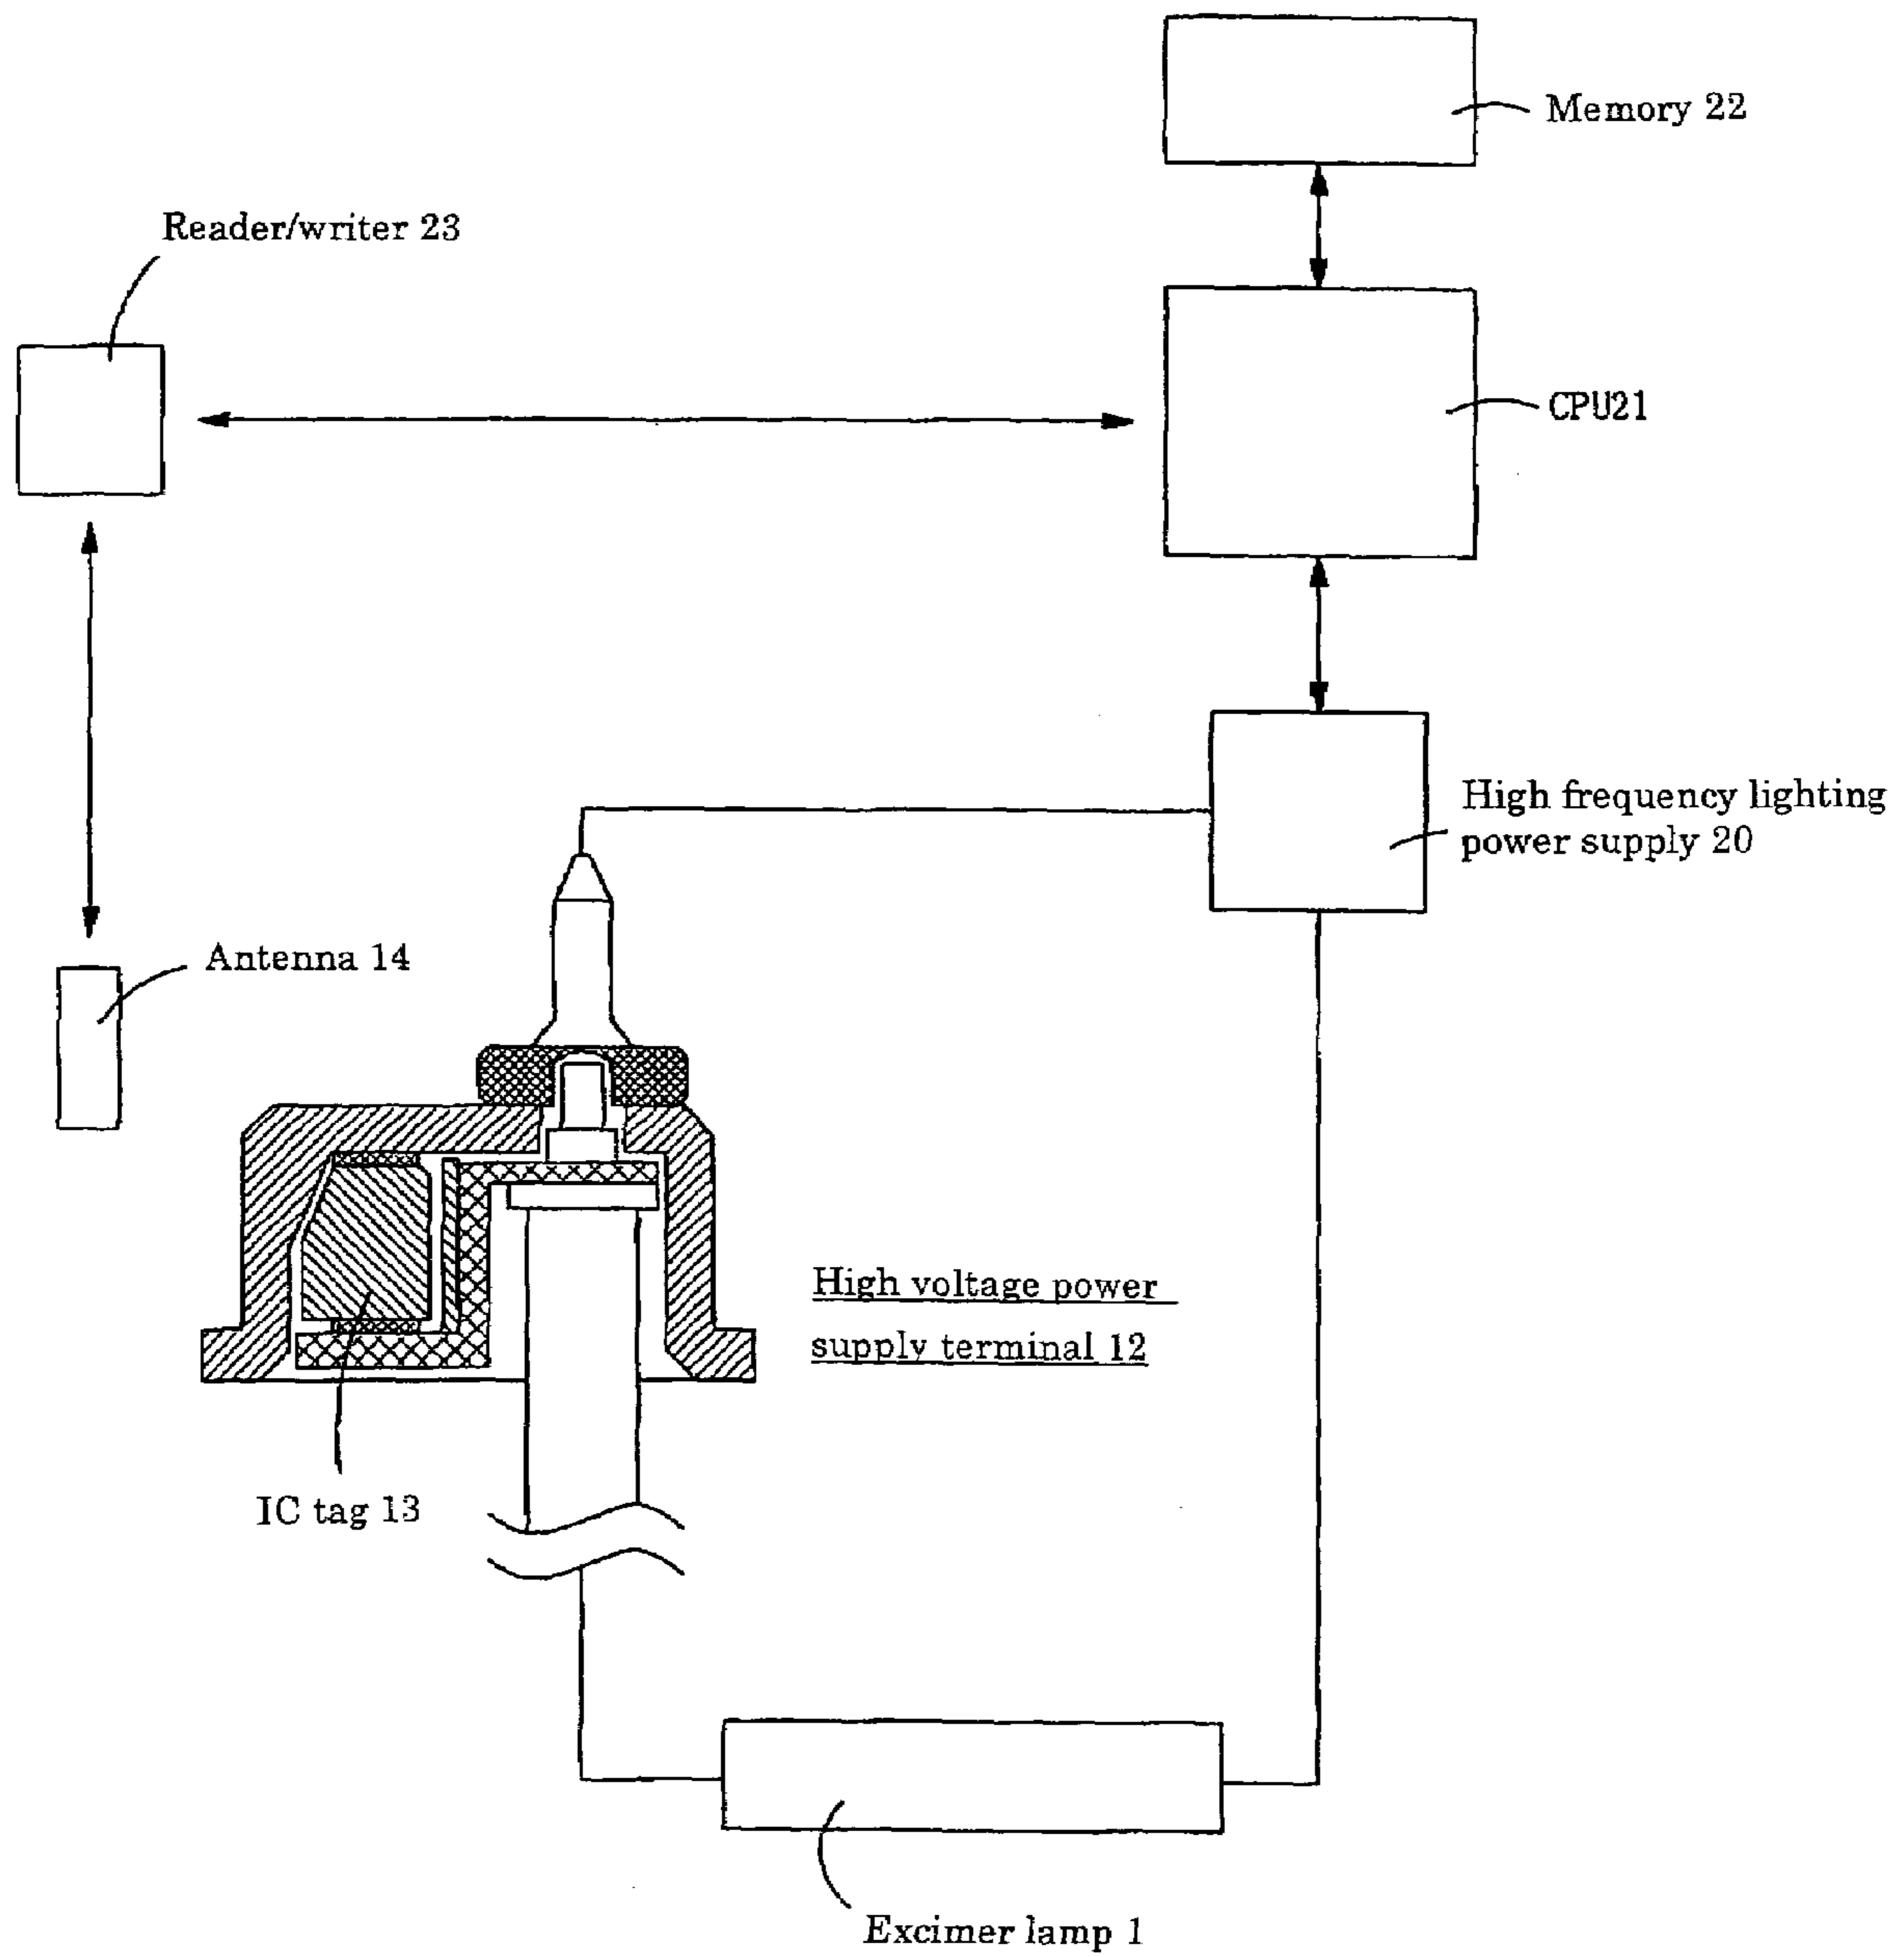 Memory 22
Reader/writer 23
CPU21
High frequency lighting
power supply 20
Antenna 14
High voltage power
supply terminal 12
IC tag 13
Excimer lamp 1